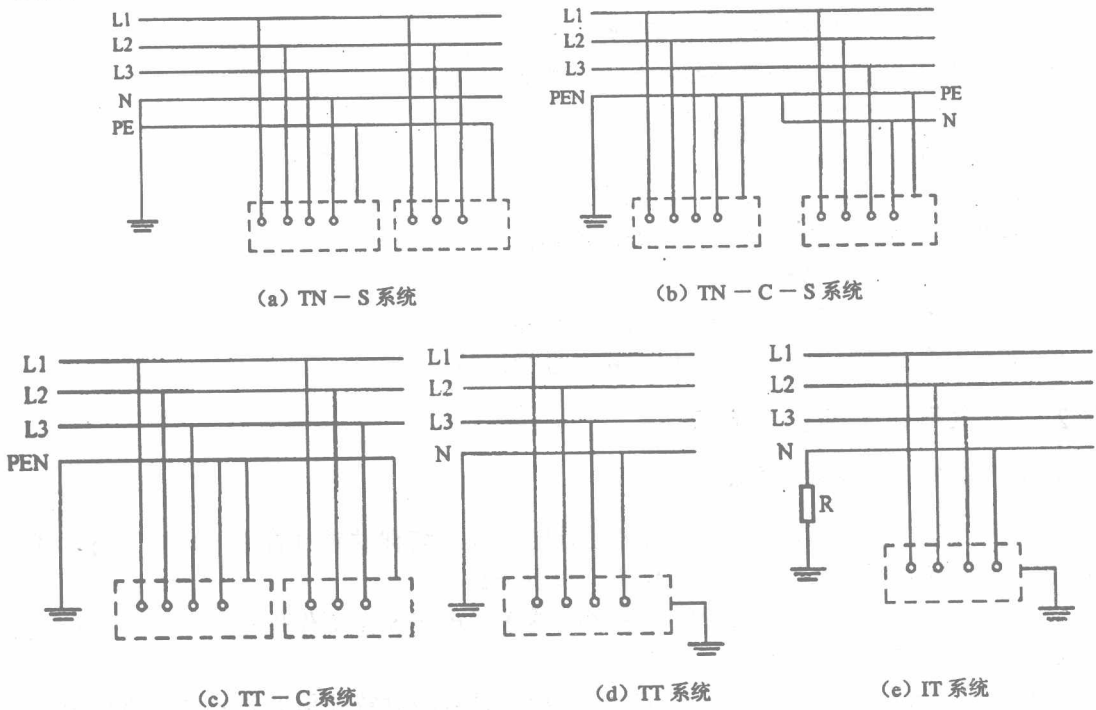 L1
L2
L3
N
PE
(a) TN－S 系统
L1
L2
L3
PEN
PE
N
(b) TN－C－S 系统
L1
L2
L3
PEN
(c) TT－C 系统
L1
L2
L3
N
(d) TT 系统
L1
L2
L3
N
R
(e) IT 系统